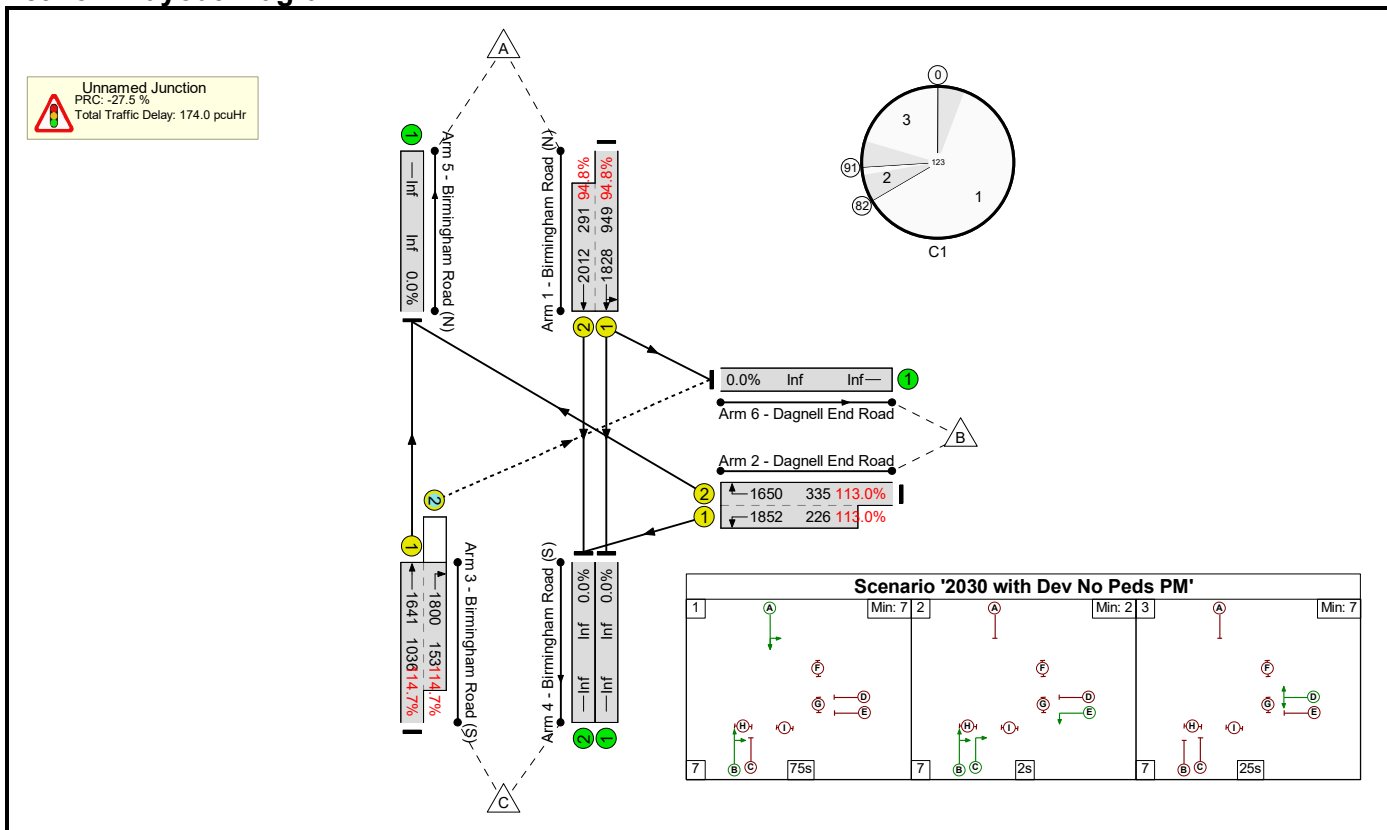 Unnamed Junction
PRC: -27.5 %
Total Traffic Delay: 174.0 pcuHr
A
1
Arm 5 - Birmingham Road (N)
Inf Inf 0.0%
Arm 1 - Birmingham Road (N)
2012 291 94.8%
1828 949 94.8%
2 1
0
3
91
123
2
1
82
C1
0.0% Inf Inf
1
Arm 6 - Dagnell End Road
B
Arm 2 - Dagnell End Road
2
1650 335 113.0%
1
1852 226 113.0%
2
1
1641 1036 114.7%
1800 153 114.7%
Arm 3 - Birmingham Road (S)
Arm 4 - Birmingham Road (S)
Inf Inf 0.0%
Inf Inf 0.0%
2 1
C
Scenario '2030 with Dev No Peds PM'
1 A Min: 7
F
D
G
E
H I
B C
7 75s
2 A Min: 2
F
D
G
E
H I
B C
7 2s
3 A Min: 7
F
D
G
E
H I
B C
7 25s